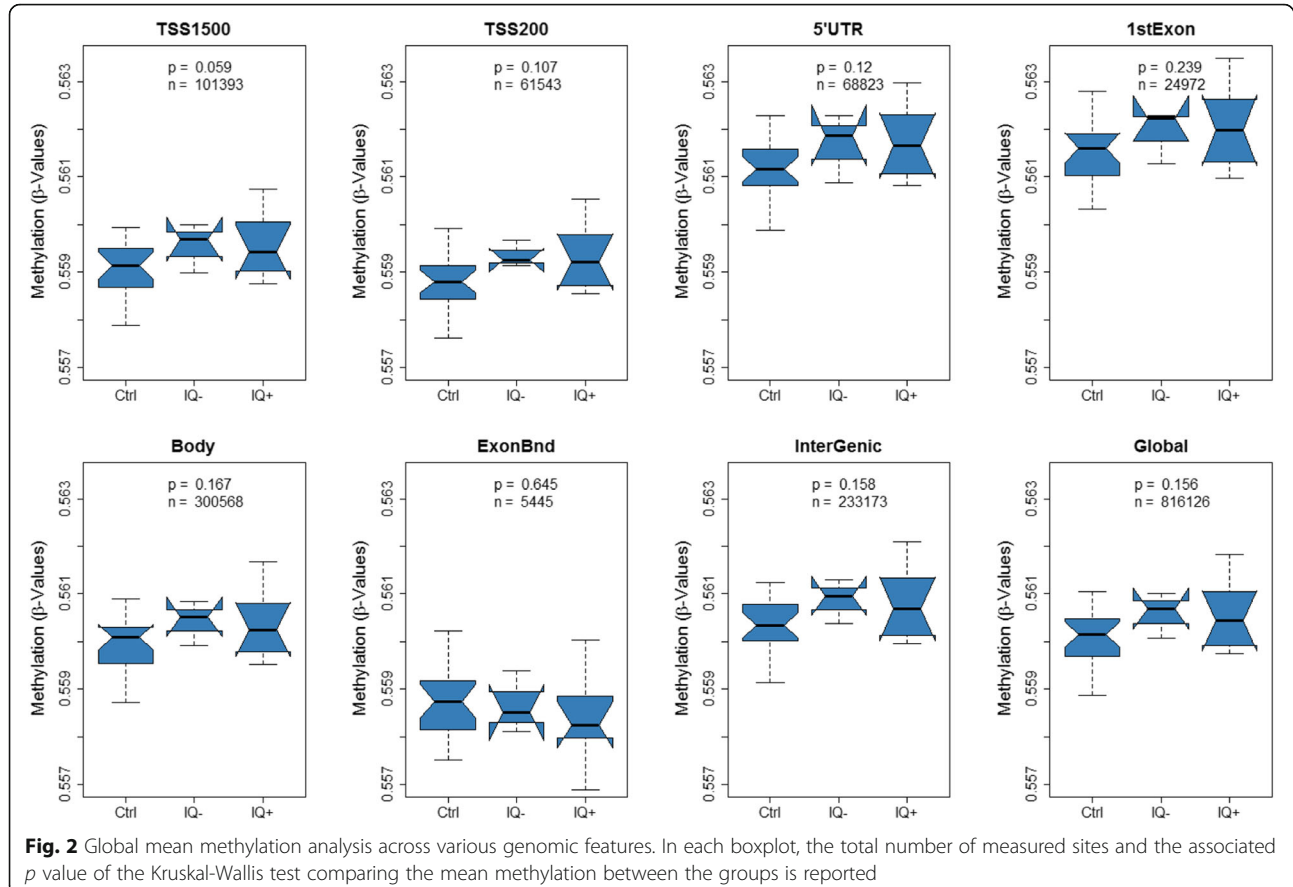 TSS1500
p = 0.059
n = 101393
Methylation (β-Values)
0.563
0.561
0.559
0.557
Ctrl
IQ-
IQ+
TSS200
p = 0.107
n = 61543
Methylation (β-Values)
0.563
0.561
0.559
0.557
Ctrl
IQ-
IQ+
5'UTR
p = 0.12
n = 68823
Methylation (β-Values)
0.563
0.561
0.559
0.557
Ctrl
IQ-
IQ+
1stExon
p = 0.239
n = 24972
Methylation (β-Values)
0.563
0.561
0.559
0.557
Ctrl
IQ-
IQ+
Body
p = 0.167
n = 300568
Methylation (β-Values)
0.563
0.561
0.559
0.557
Ctrl
IQ-
IQ+
ExonBnd
p = 0.645
n = 5445
Methylation (β-Values)
0.563
0.561
0.559
0.557
Ctrl
IQ-
IQ+
InterGenic
p = 0.158
n = 233173
Methylation (β-Values)
0.563
0.561
0.559
0.557
Ctrl
IQ-
IQ+
Global
p = 0.156
n = 816126
Methylation (β-Values)
0.563
0.561
0.559
0.557
Ctrl
IQ-
IQ+
Fig. 2 Global mean methylation analysis across various genomic features. In each boxplot, the total number of measured sites and the associated
p value of the Kruskal-Wallis test comparing the mean methylation between the groups is reported